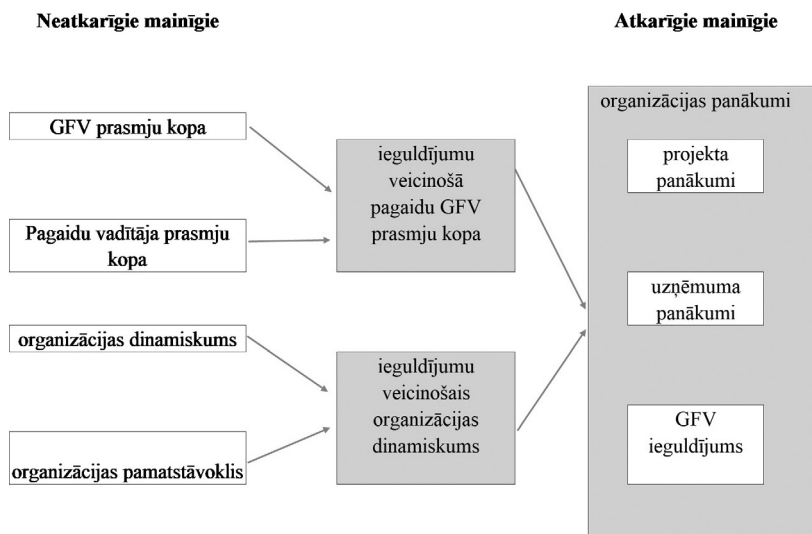 Neatkarīgie mainīgie
Atkarīgie mainīgie
GFV prasmju kopa
Pagaidu vadītāja prasmju
kopa
organizācijas dinamiskums
organizācijas pamatstāvoklis
ieguldījumu
veicinošā
pagaidu GFV
prasmju kopa
ieguldījumu
veicinošais
organizācijas
dinamiskums
organizācijas panākumi
projekta
panākumi
uzņēmuma
panākumi
GFV
ieguldījums